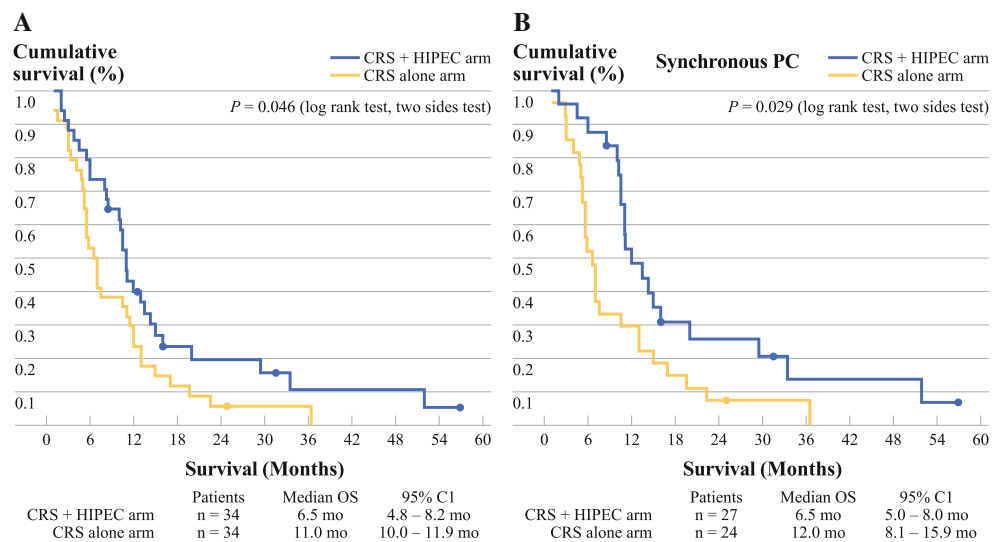 A
Cumulative
survival (%)
CRS + HIPEC arm
CRS alone arm
P = 0.046 (log rank test, two sides test)
1.0
0.9
0.8
0.7
0.6
0.5
0.4
0.3
0.2
0.1
0 6 12 18 24 30 36 42 48 54 60
Survival (Months)
Patients Median OS 95% C1
CRS + HIPEC arm n = 34 6.5 mo 4.8 – 8.2 mo
CRS alone arm n = 34 11.0 mo 10.0 – 11.9 mo
B
Cumulative
survival (%)
Synchronous PC
CRS + HIPEC arm
CRS alone arm
P = 0.029 (log rank test, two sides test)
1.0
0.9
0.8
0.7
0.6
0.5
0.4
0.3
0.2
0.1
0 6 12 18 24 30 36 42 48 54 60
Survival (Months)
Patients Median OS 95% C1
CRS + HIPEC arm n = 27 6.5 mo 5.0 – 8.0 mo
CRS alone arm n = 24 12.0 mo 8.1 – 15.9 mo